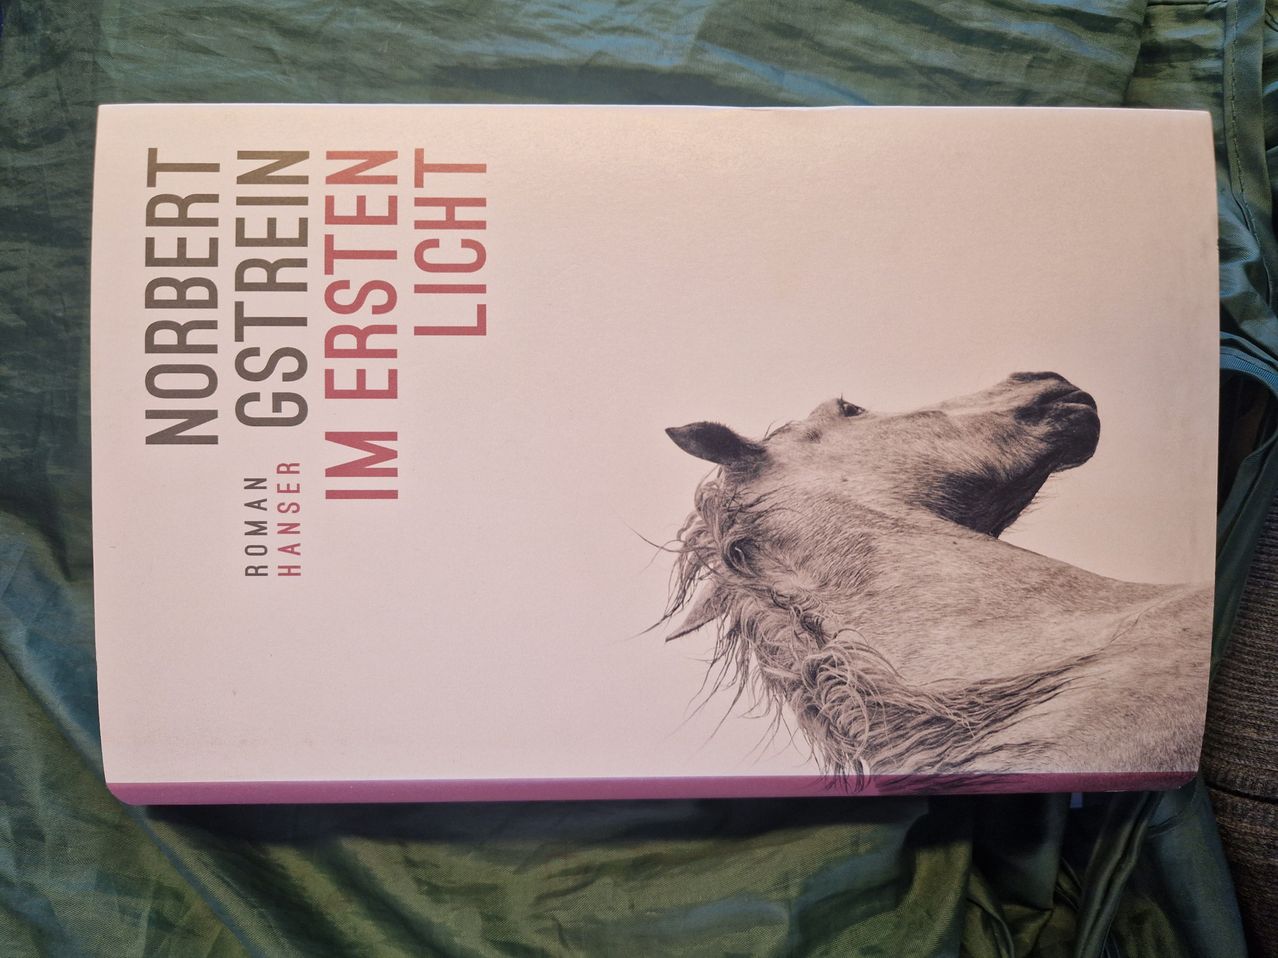 NORBERT
GSTREIN
IM ERSTEN
LICHT
ROMAN
HANSER